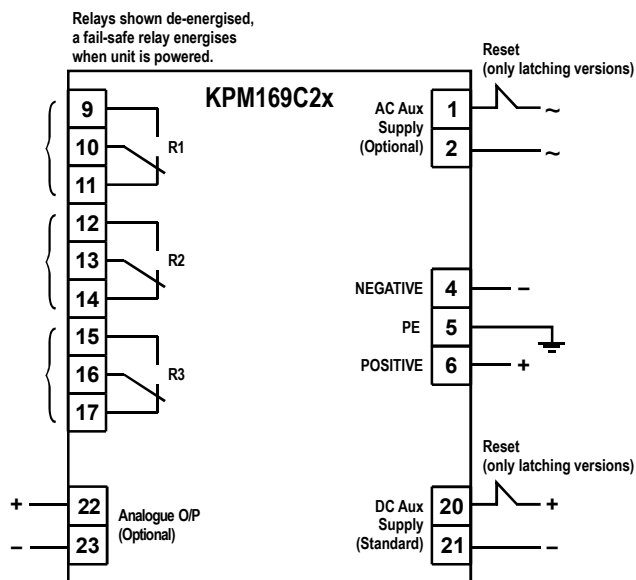 Relays shown de-energised,
a fail-safe relay energises
when unit is powered.
KPM169C2x
9
10
11
R1
12
13
14
R2
15
16
17
R3
+
22
–
23
Analogue O/P
(Optional)
Reset
(only latching versions)
AC Aux
Supply
(Optional)
1
~
2
~
NEGATIVE
4
–
PE
5
POSITIVE
6
+
Reset
(only latching versions)
DC Aux
Supply
(Standard)
20
+
21
–